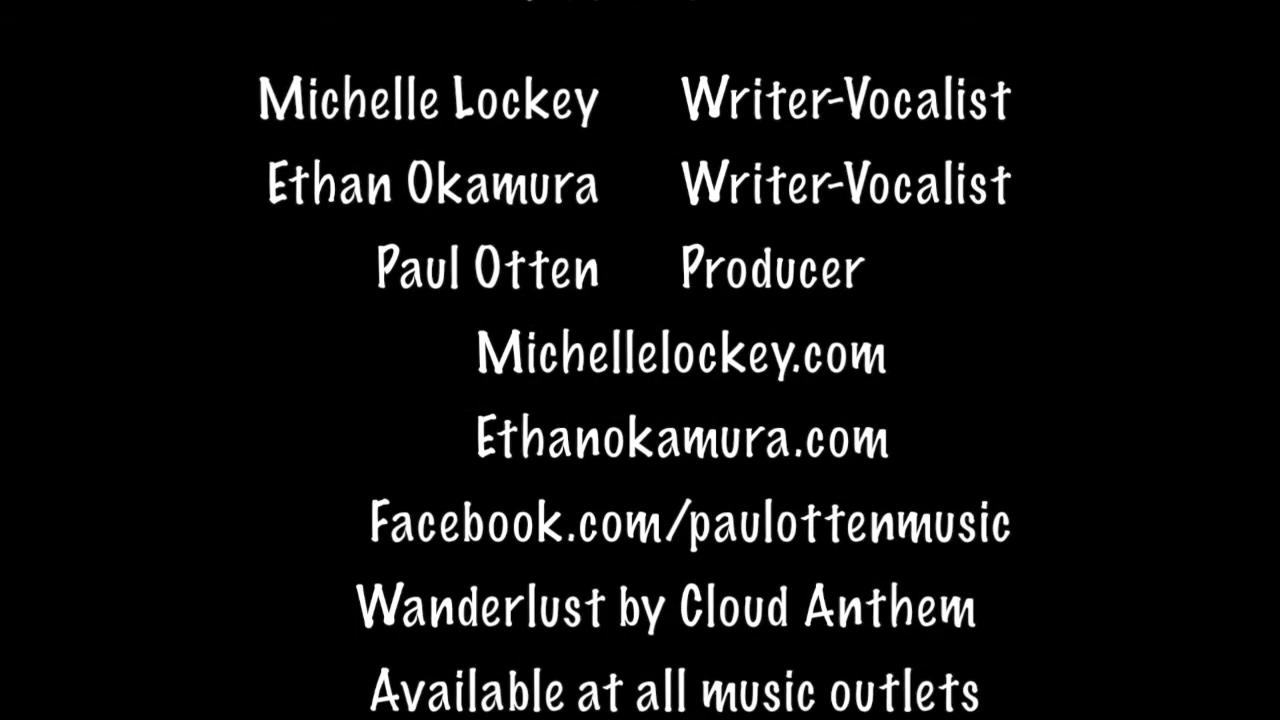 Michelle Lockey Writer-Vocalist
Ethan Okamura Writer-Vocalist
Paul Otten Producer
Michellelockey.com
Ethanokamura.com
Facebook.com/paulottenmusic
Wanderlust by Cloud Anthem
Available at all music outlets